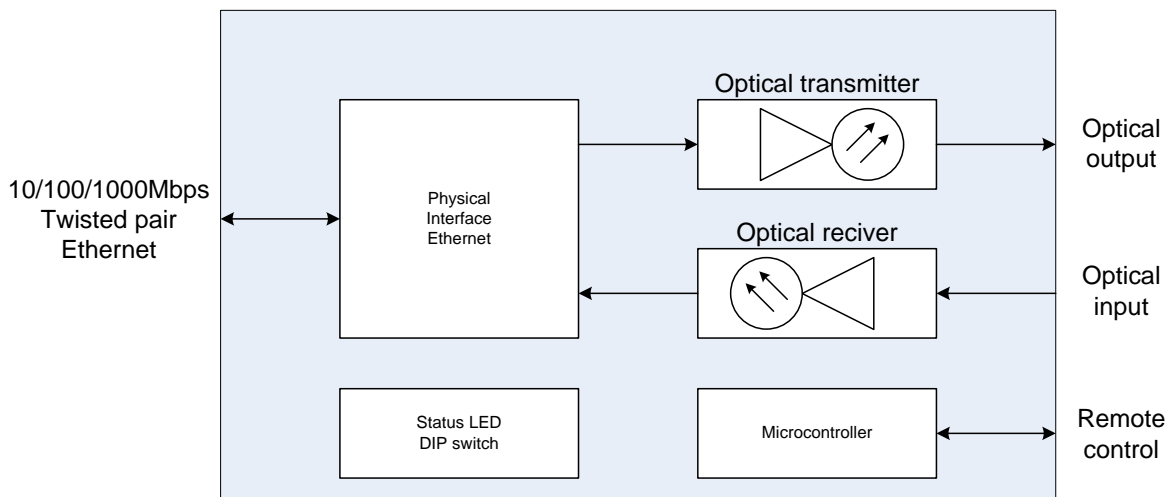 Optical transmitter
Optical
output
10/100/1000Mbps
Twisted pair
Ethernet
Physical
Interface
Ethernet
Optical reciver
Optical
input
Status LED
DIP switch
Microcontroller
Remote
control